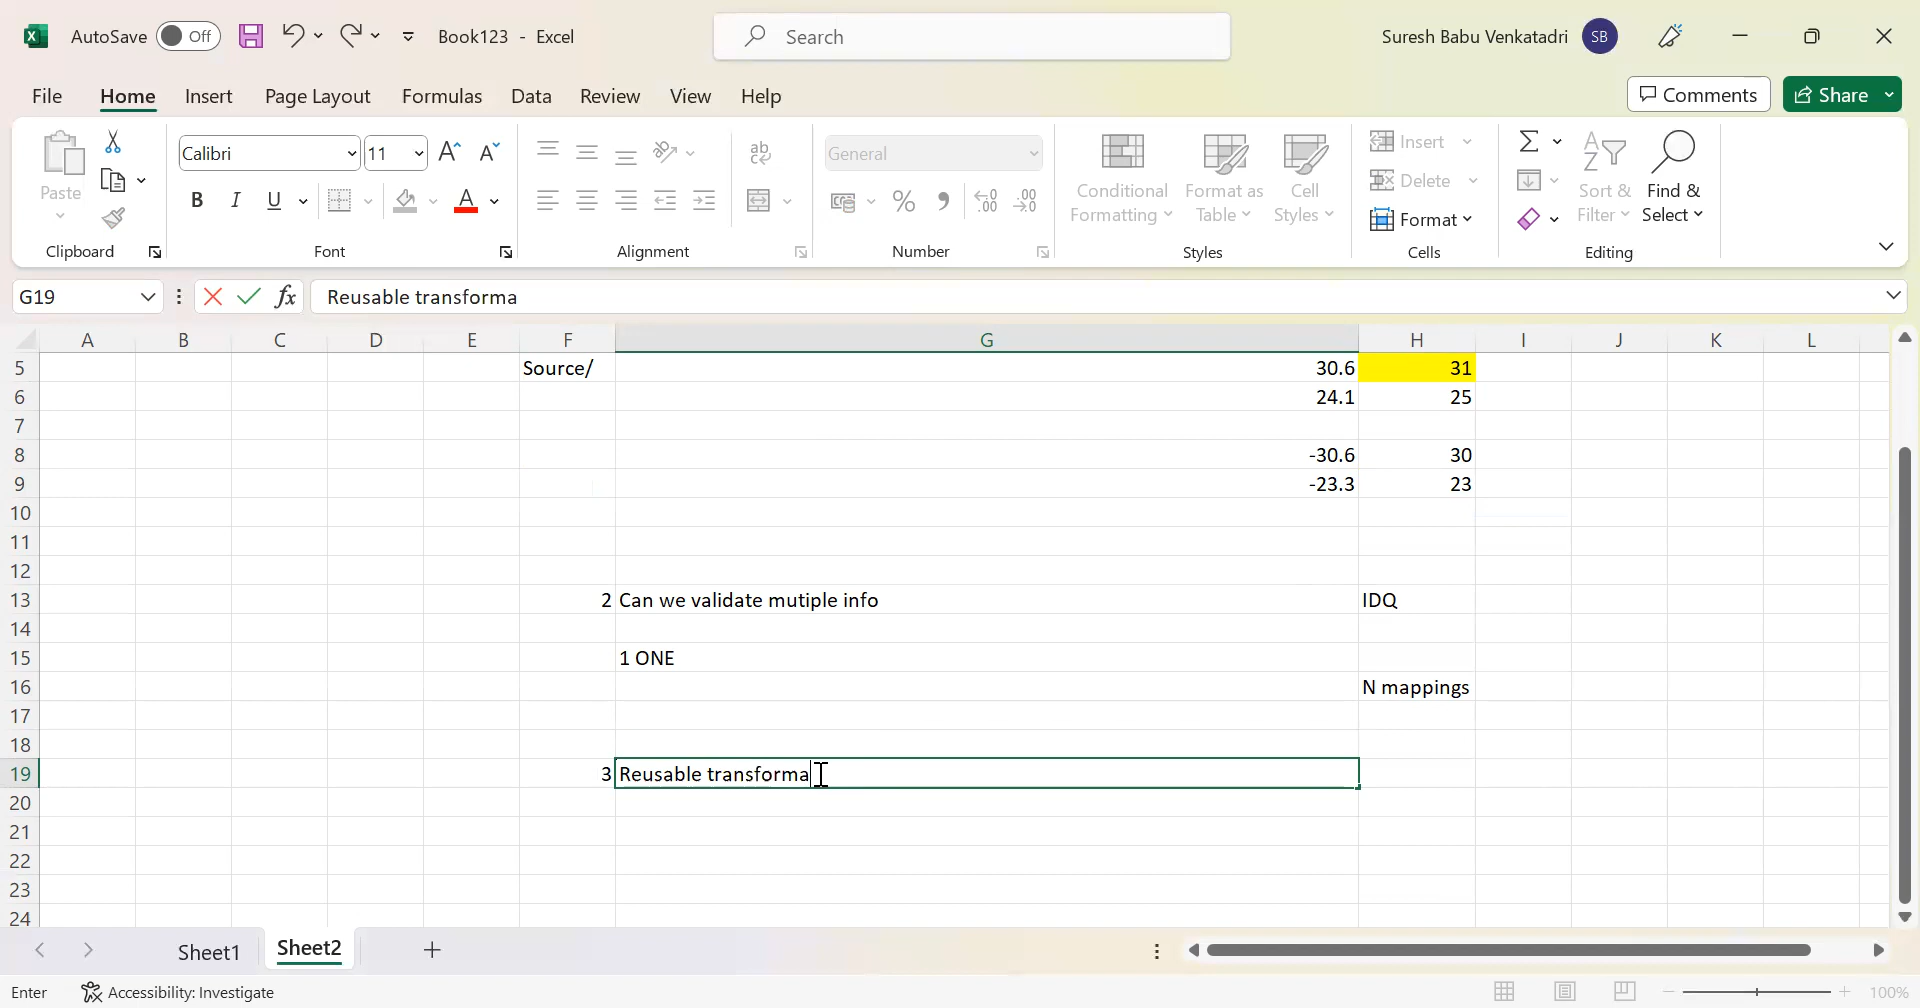 AutoSave Off Book123 - Excel Search Suresh Babu Venkatadri SB
File Home Insert Page Layout Formulas Data Review View Help Comments Share
Paste
Clipboard
Calibri 11
B I U A
Font
ab
Alignment
General
%
Number
Conditional Formatting
Format as Table
Cell Styles
Styles
Insert
Delete
Format
Cells
Sort & Filter
Find & Select
Editing
G19 fx Reusable transforma
A B C D E F G H I J K L
5 Source/ 30.6 31
6 24.1 25
7
8 -30.6 30
9 -23.3 23
10
11
12
13 2 Can we validate mutiple info IDQ
14
15 1 ONE
16 N mappings
17
18
19 3 Reusable transforma
20
21
22
23
24
Sheet1 Sheet2
Enter Accessibility: Investigate 100%